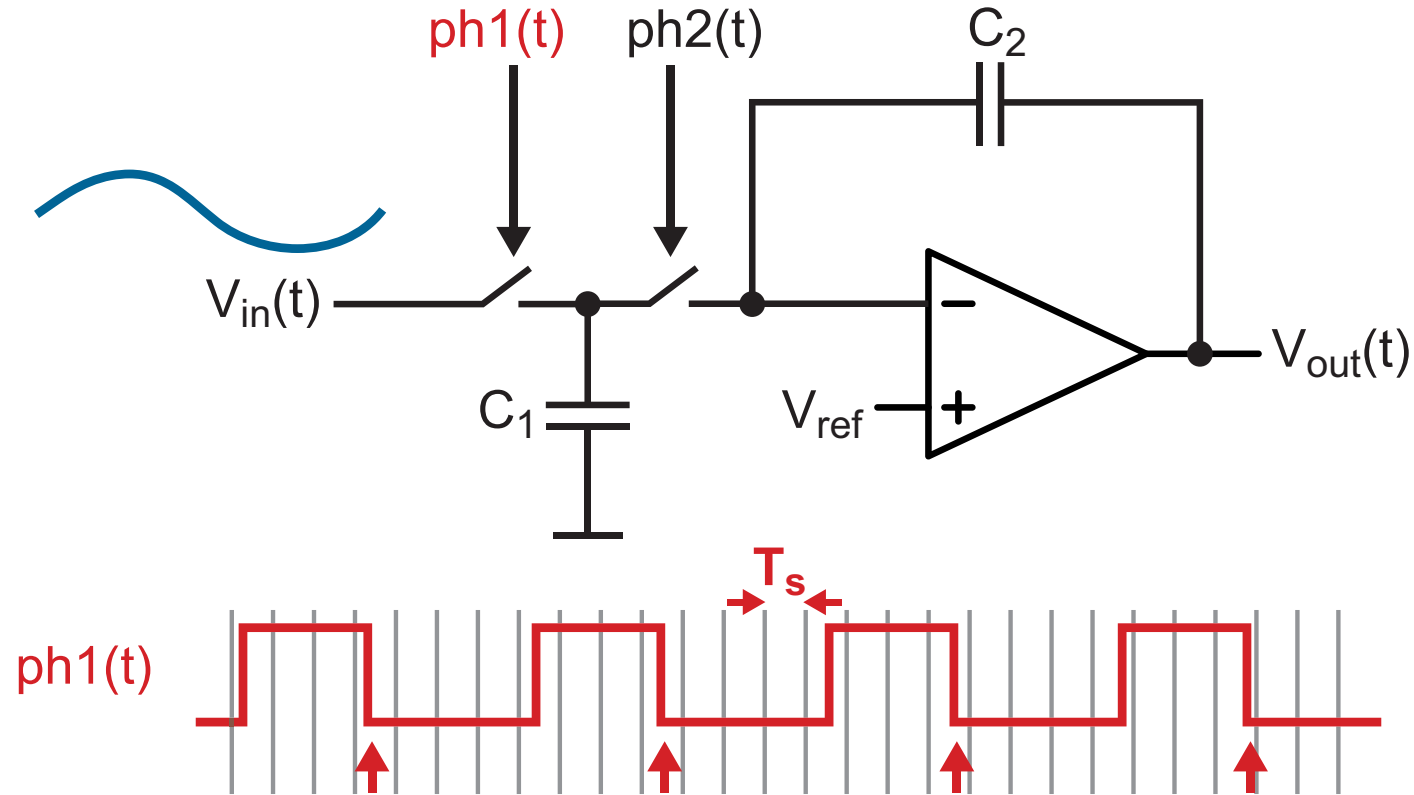 ph1(t)
ph2(t)
C2
Vin(t)
−
Vout(t)
C1
Vref
+
Ts
ph1(t)